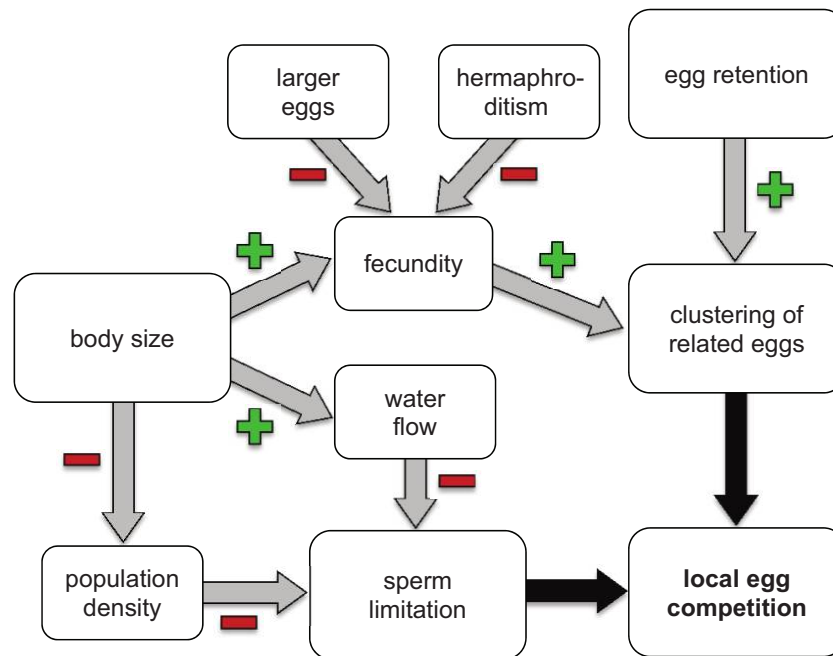 larger
eggs
hermaphro-
ditism
egg retention
fecundity
body size
clustering of
related eggs
water
flow
population
density
sperm
limitation
local egg
competition